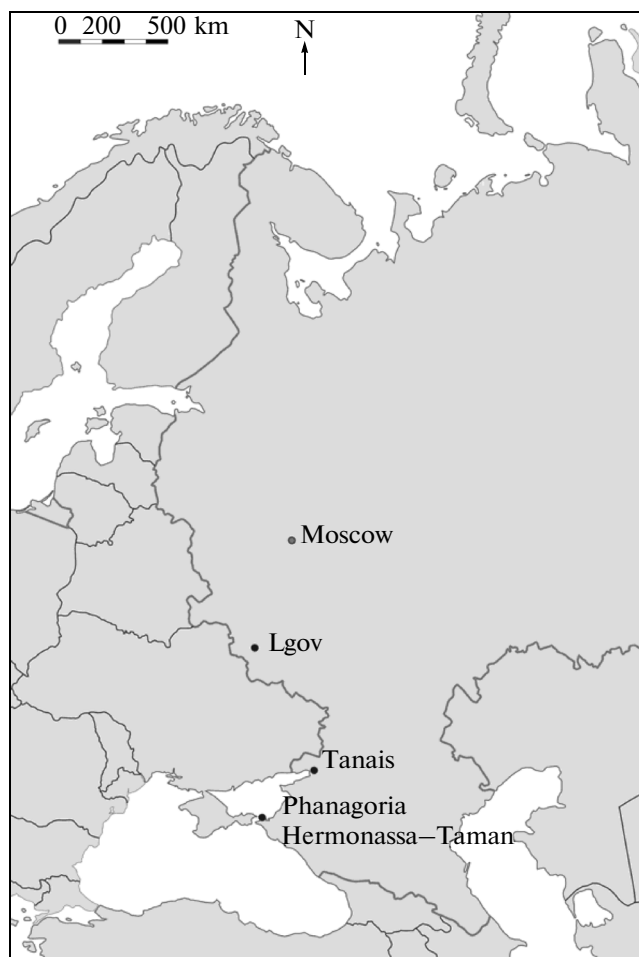 0 200 500 km
N
Moscow
Lgov
Tanais
Phanagoria
Hermonassa–Taman